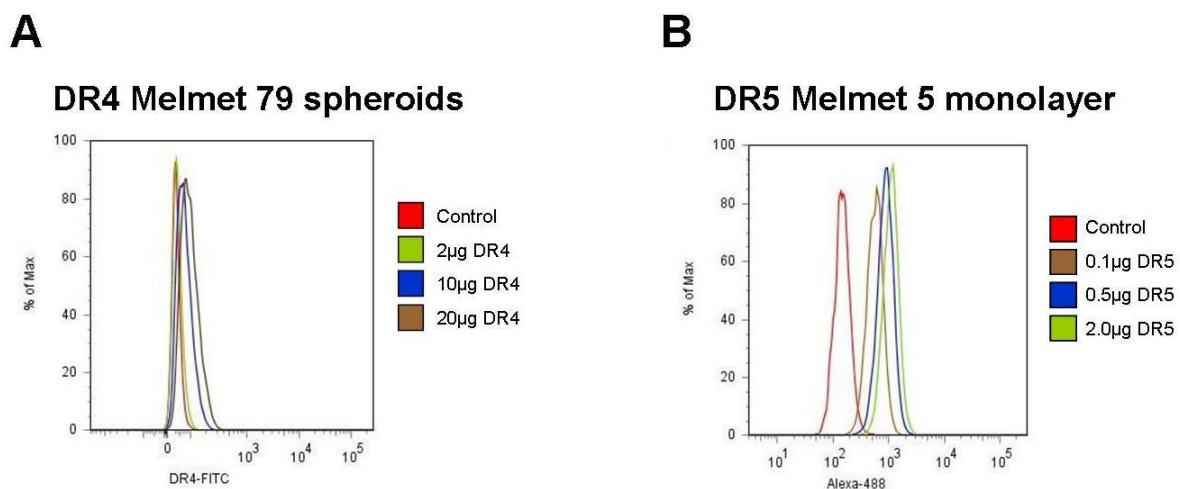 A
DR4 Melmet 79 spheroids
100
80
60
40
20
0
% of Max
0
10³
10⁴
10⁵
DR4-FITC
Control
2µg DR4
10µg DR4
20µg DR4
B
DR5 Melmet 5 monolayer
100
80
60
40
20
0
% of Max
10¹
10²
10³
10⁴
10⁵
Alexa-488
Control
0.1µg DR5
0.5µg DR5
2.0µg DR5